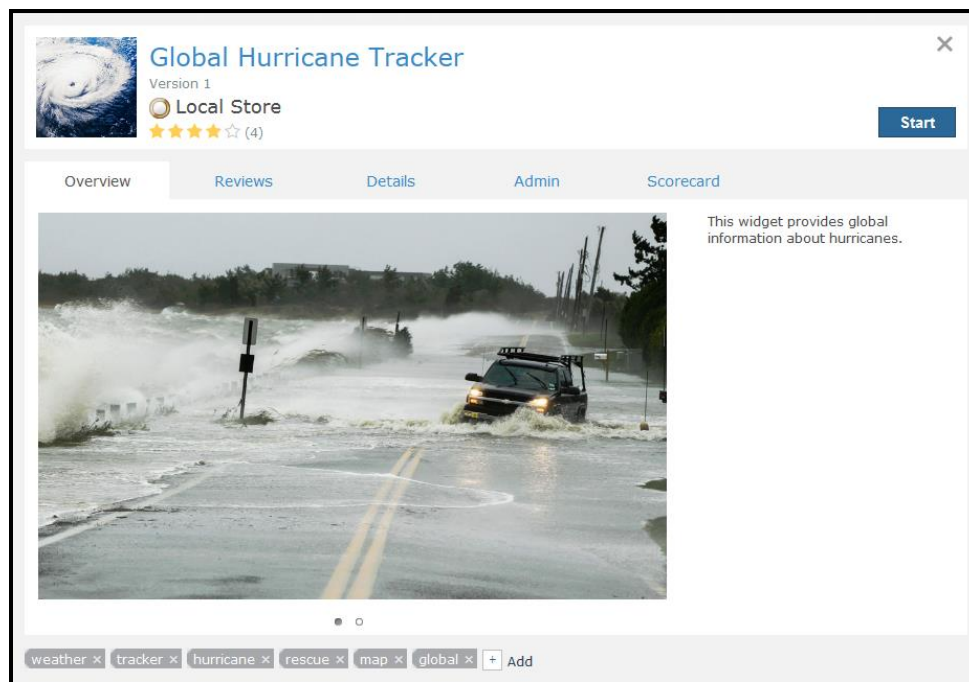 Global Hurricane Tracker
Version 1
Local Store
(4)
Start
Overview Reviews Details Admin Scorecard
This widget provides global
information about hurricanes.
weather × tracker × hurricane × rescue × map × global × + Add